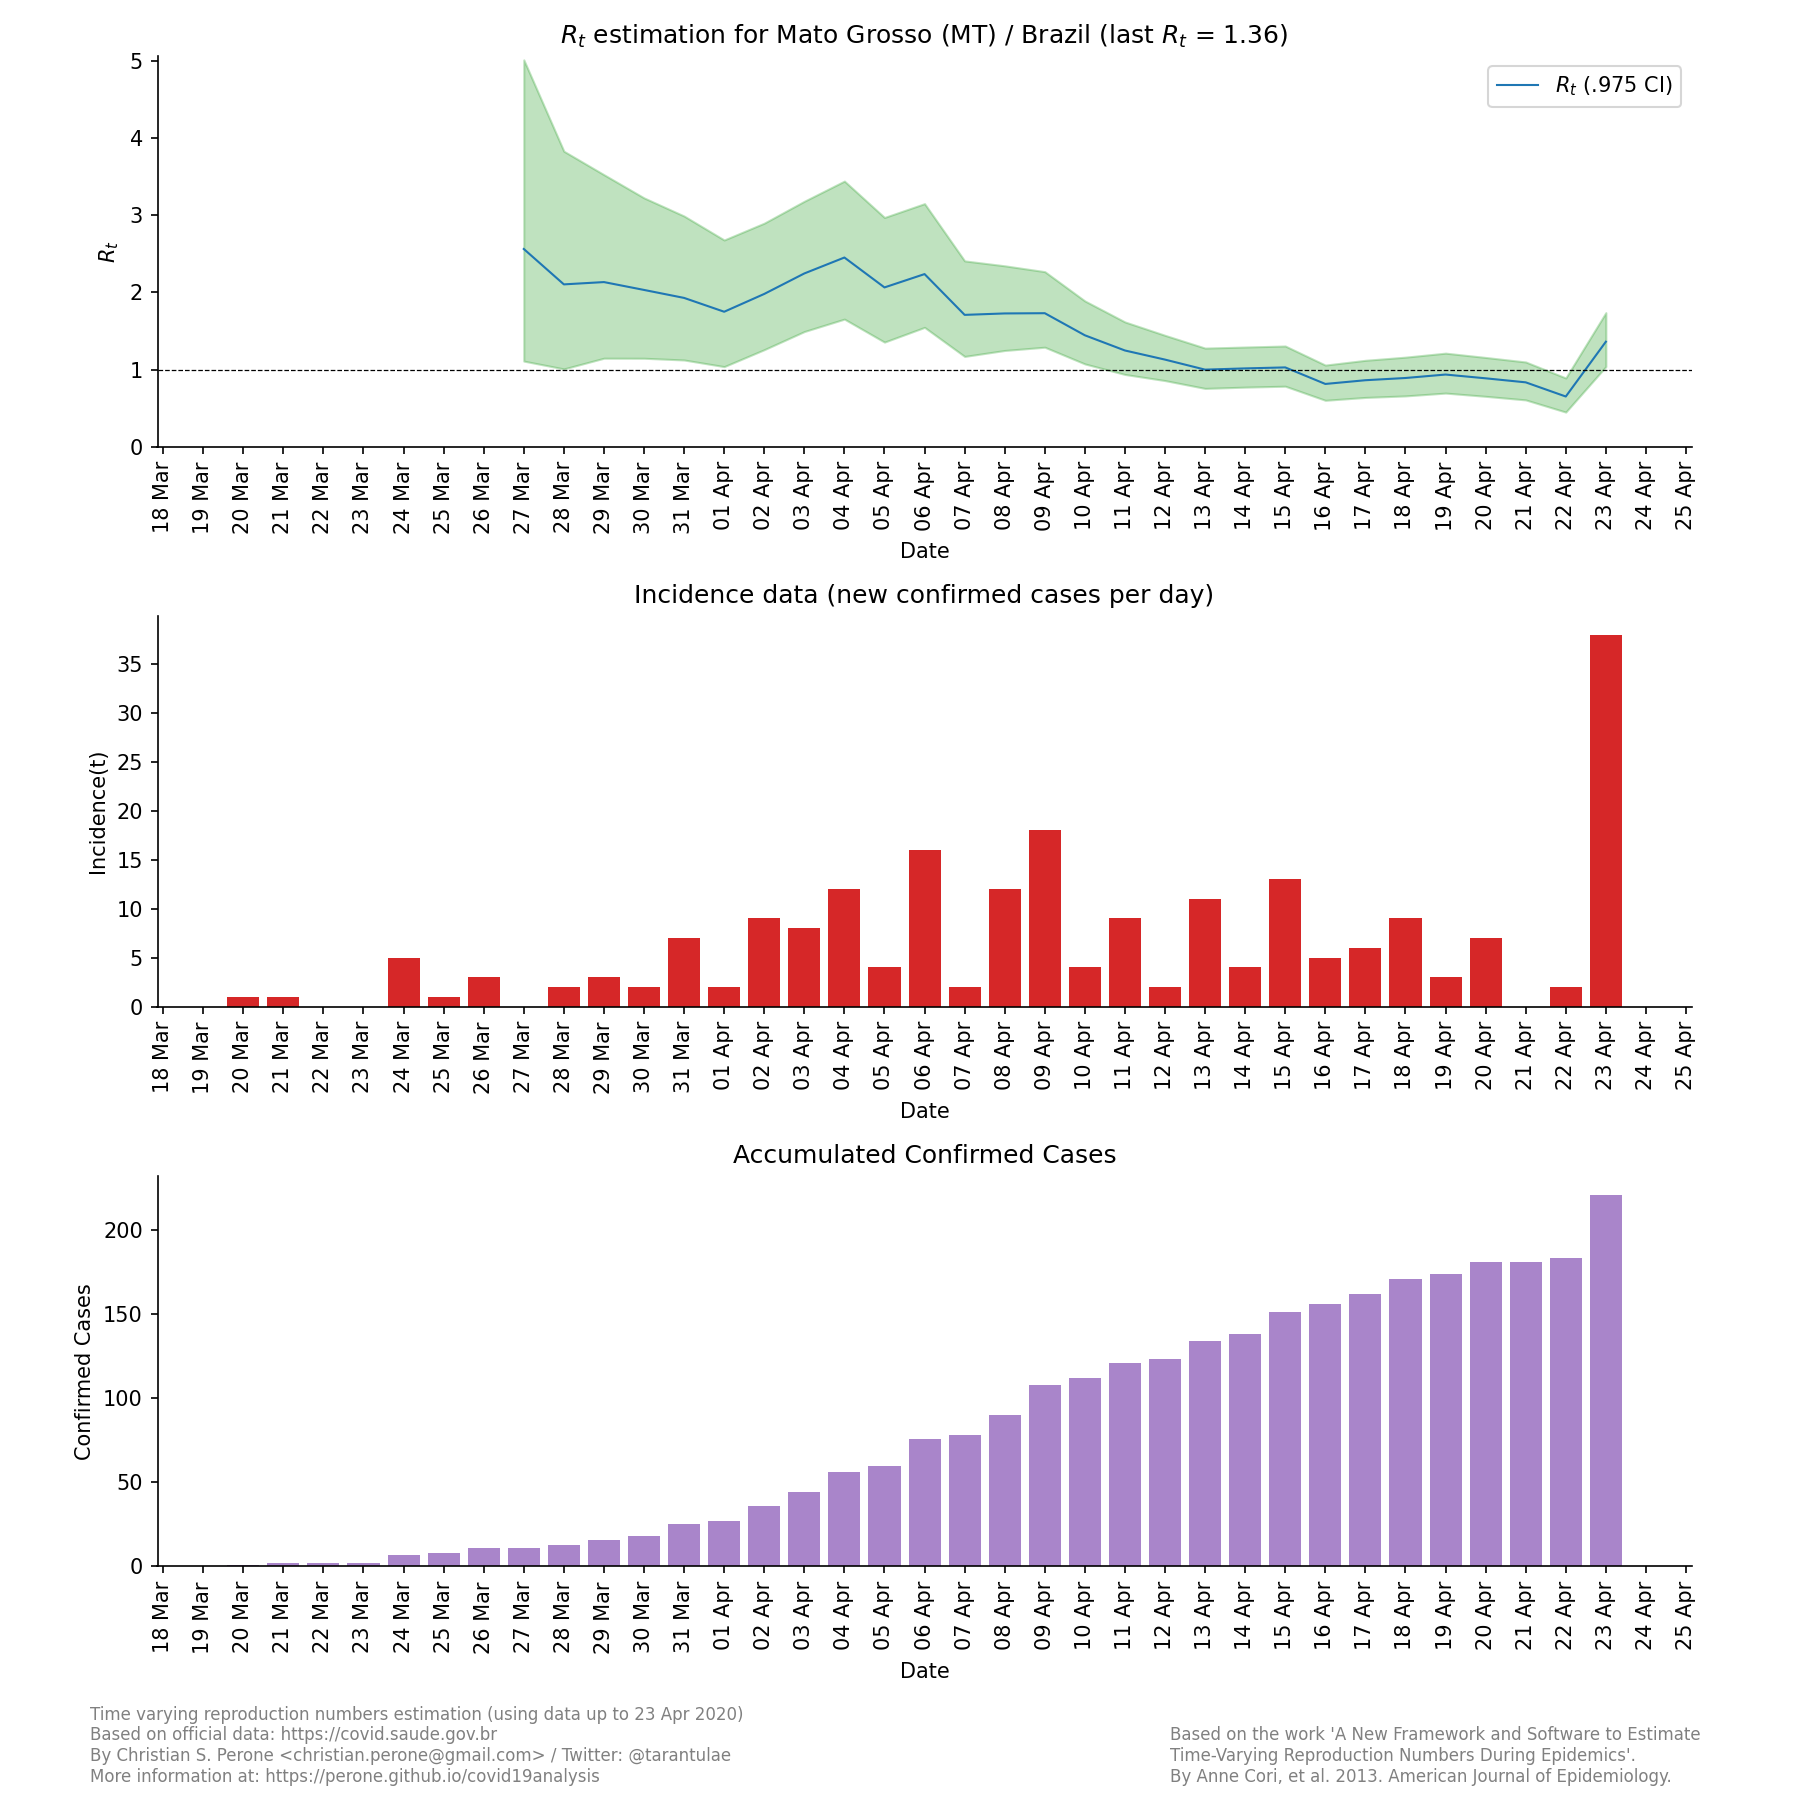 Rt estimation for Mato Grosso (MT) / Brazil (last Rt = 1.36)
Rt (.975 CI)
Rt
5
4
3
2
1
0
18 Mar 19 Mar 20 Mar 21 Mar 22 Mar 23 Mar 24 Mar 25 Mar 26 Mar 27 Mar 28 Mar 29 Mar 30 Mar 31 Mar 01 Apr 02 Apr 03 Apr 04 Apr 05 Apr 06 Apr 07 Apr 08 Apr 09 Apr 10 Apr 11 Apr 12 Apr 13 Apr 14 Apr 15 Apr 16 Apr 17 Apr 18 Apr 19 Apr 20 Apr 21 Apr 22 Apr 23 Apr 24 Apr 25 Apr
Date
Incidence data (new confirmed cases per day)
Incidence(t)
35
30
25
20
15
10
5
0
18 Mar 19 Mar 20 Mar 21 Mar 22 Mar 23 Mar 24 Mar 25 Mar 26 Mar 27 Mar 28 Mar 29 Mar 30 Mar 31 Mar 01 Apr 02 Apr 03 Apr 04 Apr 05 Apr 06 Apr 07 Apr 08 Apr 09 Apr 10 Apr 11 Apr 12 Apr 13 Apr 14 Apr 15 Apr 16 Apr 17 Apr 18 Apr 19 Apr 20 Apr 21 Apr 22 Apr 23 Apr 24 Apr 25 Apr
Date
Accumulated Confirmed Cases
Confirmed Cases
200
150
100
50
0
18 Mar 19 Mar 20 Mar 21 Mar 22 Mar 23 Mar 24 Mar 25 Mar 26 Mar 27 Mar 28 Mar 29 Mar 30 Mar 31 Mar 01 Apr 02 Apr 03 Apr 04 Apr 05 Apr 06 Apr 07 Apr 08 Apr 09 Apr 10 Apr 11 Apr 12 Apr 13 Apr 14 Apr 15 Apr 16 Apr 17 Apr 18 Apr 19 Apr 20 Apr 21 Apr 22 Apr 23 Apr 24 Apr 25 Apr
Date
Time varying reproduction numbers estimation (using data up to 23 Apr 2020)
Based on official data: https://covid.saude.gov.br
By Christian S. Perone <christian.perone@gmail.com> / Twitter: @tarantulae
More information at: https://perone.github.io/covid19analysis
Based on the work 'A New Framework and Software to Estimate
Time-Varying Reproduction Numbers During Epidemics'.
By Anne Cori, et al. 2013. American Journal of Epidemiology.